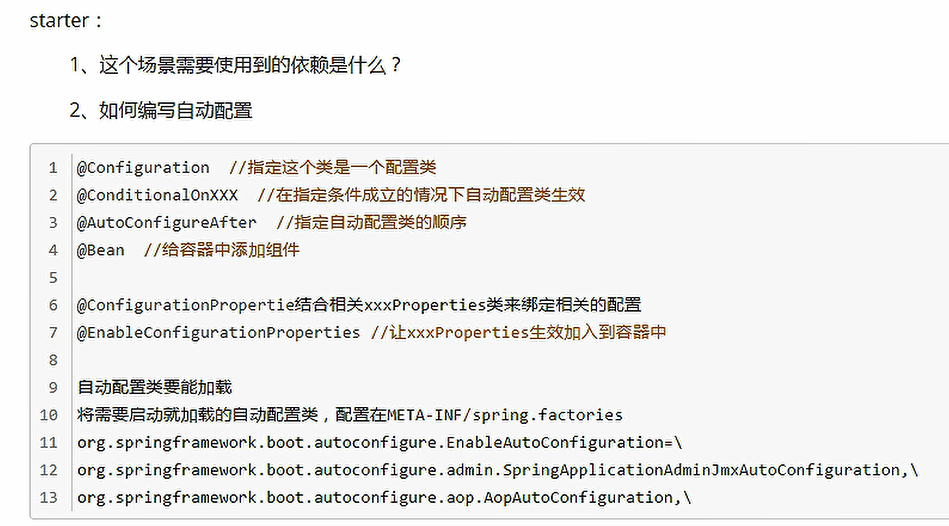 starter：
1、这个场景需要使用到的依赖是什么？
2、如何编写自动配置
1 @Configuration //指定这个类是一个配置类
2 @ConditionalOnXXX //在指定条件成立的情况下自动配置类生效
3 @AutoConfigureAfter //指定自动配置类的顺序
4 @Bean //给容器中添加组件
5
6 @ConfigurationPropertie结合相关xxxProperties类来绑定相关的配置
7 @EnableConfigurationProperties //让xxxProperties生效加入到容器中
8
9 自动配置类要能加载
10 将需要启动就加载的自动配置类，配置在META-INF/spring.factories
11 org.springframework.boot.autoconfigure.EnableAutoConfiguration=\
12 org.springframework.boot.autoconfigure.admin.SpringApplicationAdminJmxAutoConfiguration,\
13 org.springframework.boot.autoconfigure.aop.AopAutoConfiguration,\